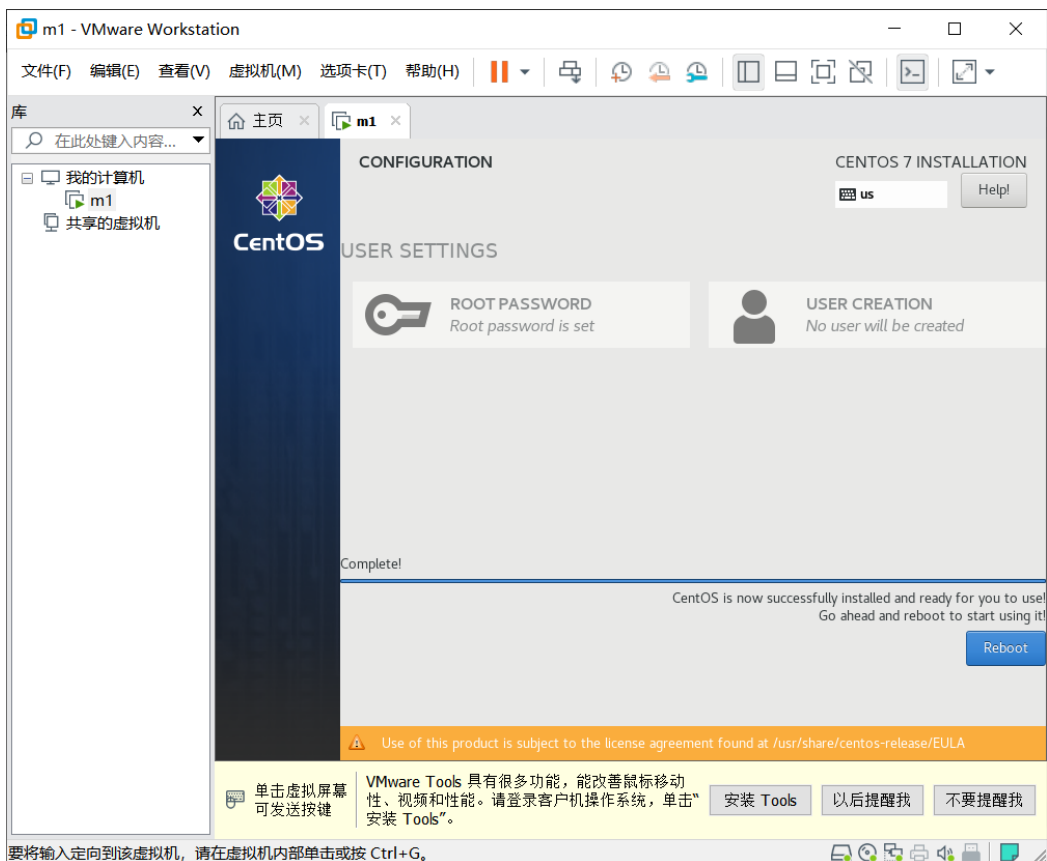 m1 - VMware Workstation
文件(F) 编辑(E) 查看(V) 虚拟机(M) 选项卡(T) 帮助(H)
库
在此处键入内容...
我的计算机
m1
共享的虚拟机
主页
m1
CentOS
CONFIGURATION
CENTOS 7 INSTALLATION
us
Help!
USER SETTINGS
ROOT PASSWORD
Root password is set
USER CREATION
No user will be created
Complete!
CentOS is now successfully installed and ready for you to use!
Go ahead and reboot to start using it!
Reboot
Use of this product is subject to the license agreement found at /usr/share/centos-release/EULA
单击虚拟屏幕
可发送按键
VMware Tools 具有很多功能，能改善鼠标移动
性、视频和性能。请登录客户机操作系统，单击“
安装 Tools”。
安装 Tools
以后提醒我
不要提醒我
要将输入定向到该虚拟机，请在虚拟机内部单击或按 Ctrl+G。